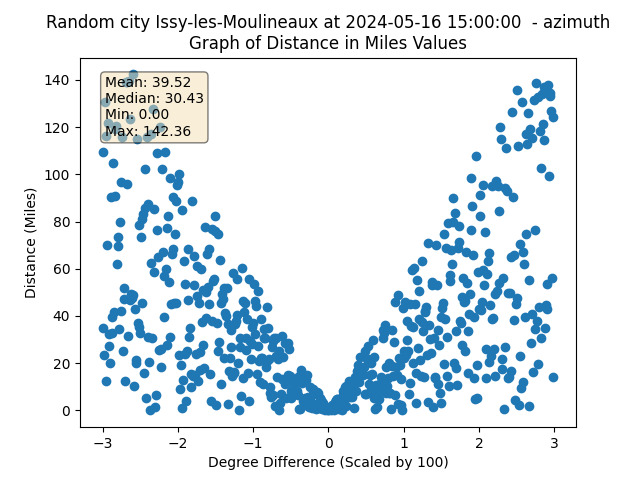 Random city Issy-les-Moulineaux at 2024-05-16 15:00:00  - azimuth
Graph of Distance in Miles Values
Mean: 39.52
Median: 30.43
Min: 0.00
Max: 142.36
Distance (Miles)
140
120
100
80
60
40
20
0
−3 −2 −1 0 1 2 3
Degree Difference (Scaled by 100)